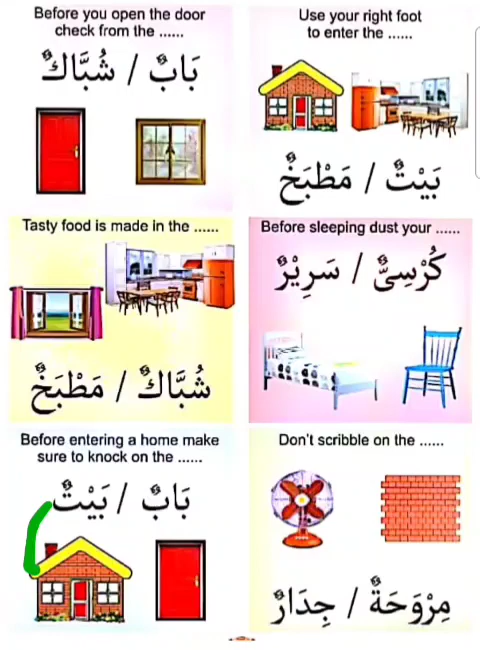 Before you open the door
check from the ......
بَابٌ / شُبَّاكٌ
Use your right foot
to enter the ......
بَيْتٌ / مَطْبَخٌ
Tasty food is made in the ......
شُبَّاكٌ / مَطْبَخٌ
Before sleeping dust your ......
كُرْسِيٌّ / سَرِيْرٌ
Before entering a home make
sure to knock on the ......
بَابٌ / بَيْتٌ
Don't scribble on the ......
مِرْوَحَةٌ / جِدَارٌ